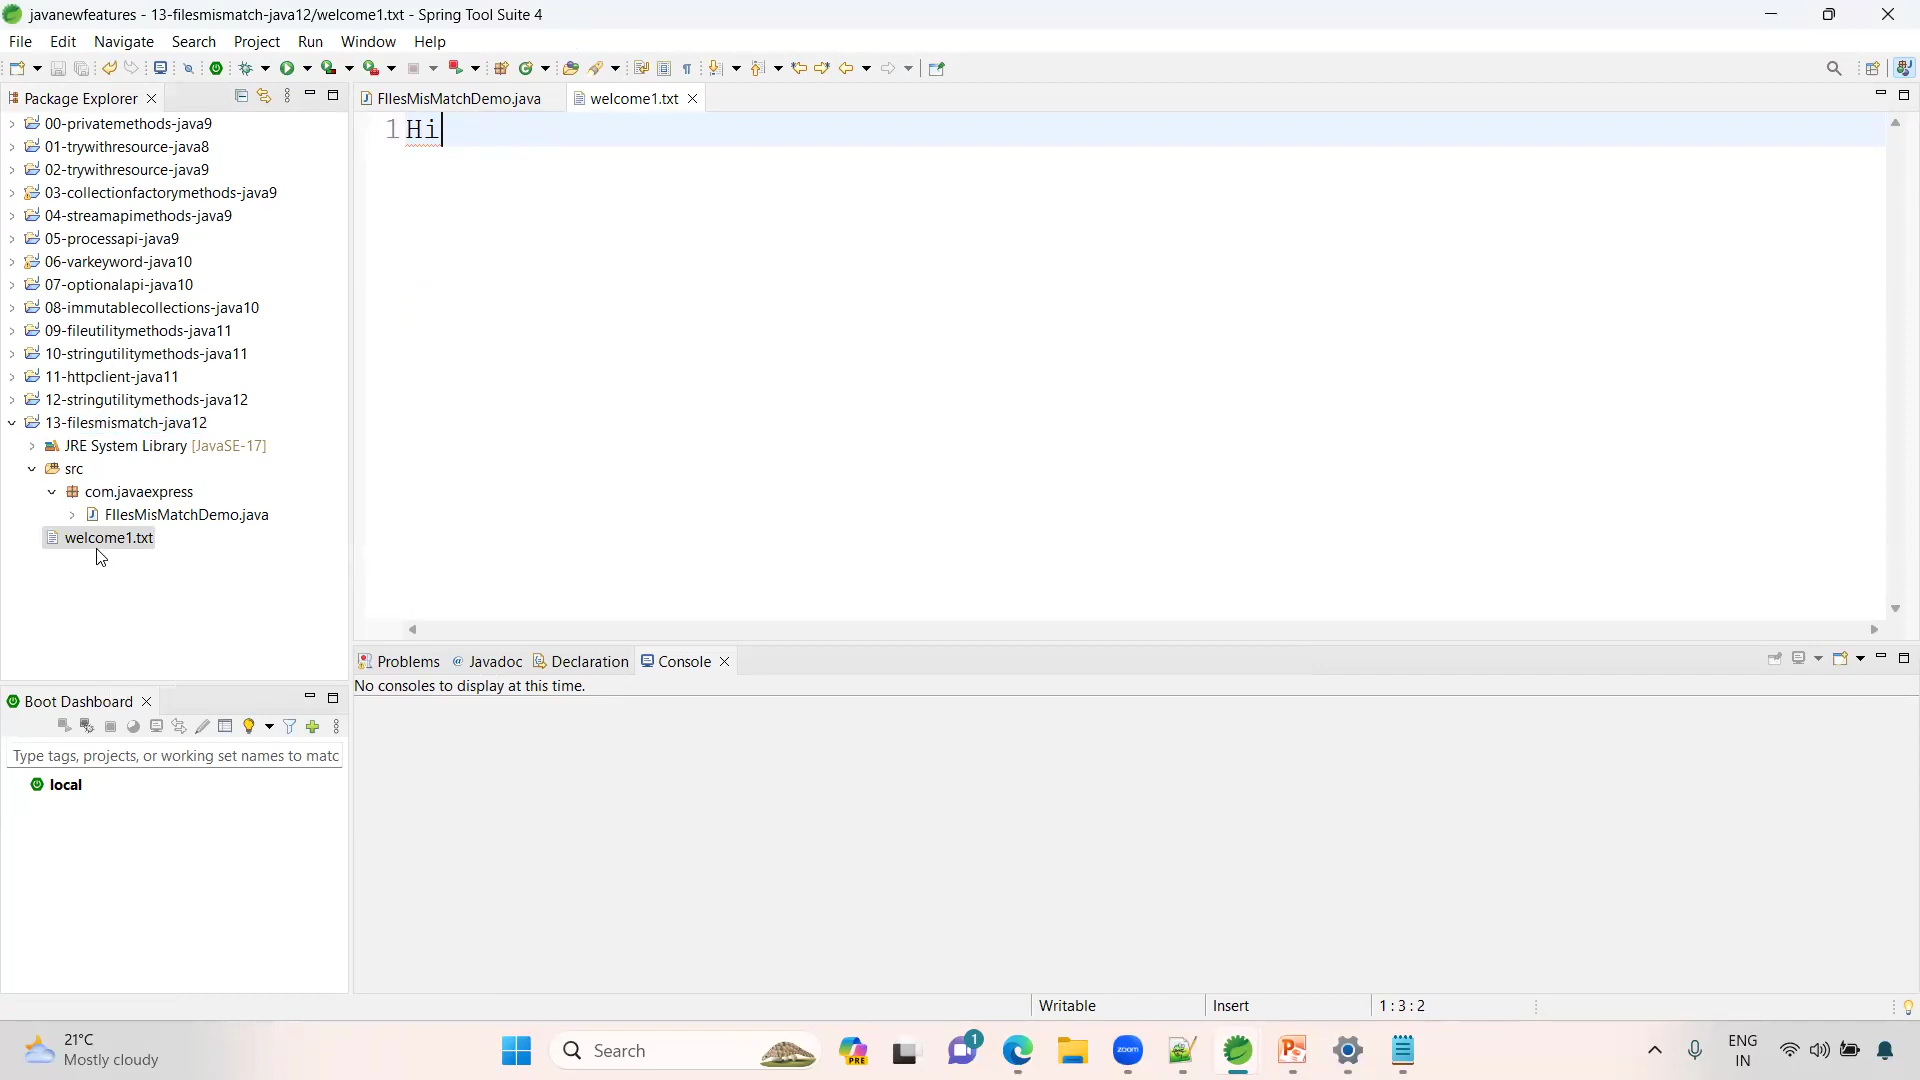 javanewfeatures - 13-filesmismatch-java12/welcome1.txt - Spring Tool Suite 4
File Edit Navigate Search Project Run Window Help
Package Explorer
00-privatemethods-java9
01-trywithresource-java8
02-trywithresource-java9
03-collectionfactorymethods-java9
04-streamapimethods-java9
05-processapi-java9
06-varkeyword-java10
07-optionalapi-java10
08-immutablecollections-java10
09-fileutilitymethods-java11
10-stringutilitymethods-java11
11-httpclient-java11
12-stringutilitymethods-java12
13-filesmismatch-java12
JRE System Library [JavaSE-17]
src
com.javaexpress
FIlesMisMatchDemo.java
welcome1.txt
FIlesMisMatchDemo.java welcome1.txt
1 Hi
Problems Javadoc Declaration Console
No consoles to display at this time.
Boot Dashboard
Type tags, projects, or working set names to matc
local
Writable Insert 1 : 3 : 2
21°C
Mostly cloudy
Search
PRE
1
zoom
ENG
IN